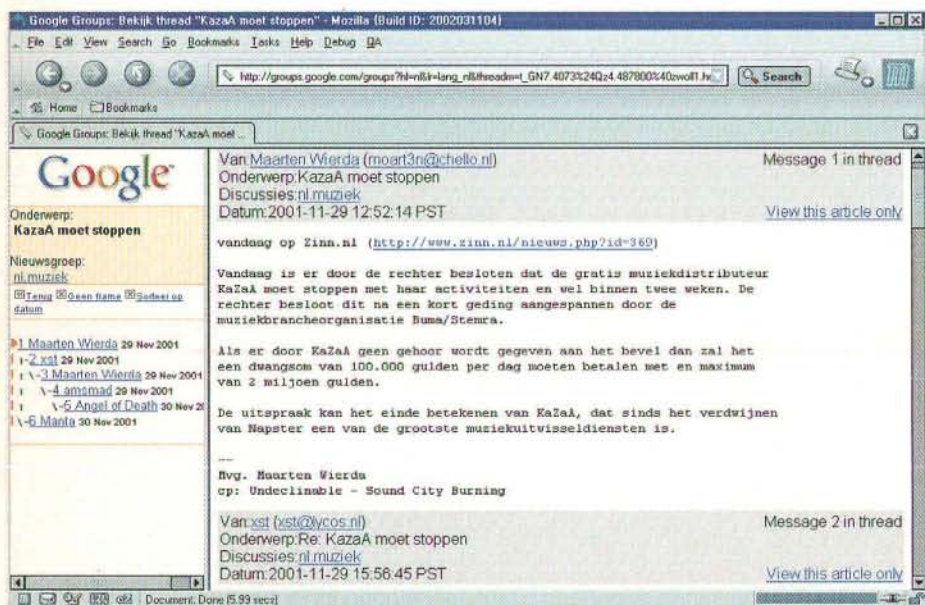 Google Groups: Bekijk thread "KazaA moet stoppen" - Mozilla {Build ID: 2002031104}
File Edit View Search Go Bookmarks Tasks Help Debug QA
http://groups.google.com/groups?hl=nl&lr=lang_nl&threadm=t_GN7.4073%24Qz4.487800%40zwoll1.h
Search
Home Bookmarks
Google Groups: Bekijk thread "KazaA moet ...
Google
Onderwerp:
KazaA moet stoppen
Nieuwsgroep:
nl.muziek
Terug Geen frame Sorteer op
datum
1 Maarten Wierda 29 Nov 2001
\-2 xst 29 Nov 2001
\-3 Maarten Wierda 29 Nov 2001
\-4 amsmad 29 Nov 2001
\-5 Angel of Death 30 Nov 20
\-6 Manta 30 Nov 2001
Van:Maarten Wierda (moart3n@chello.nl) Message 1 in thread
Onderwerp:KazaA moet stoppen
Discussies:nl.muziek
Datum:2001-11-29 12:52:14 PST View this article only
vandaag op Zinn.nl (http://www.zinn.nl/nieuws.php?id=369)
Vandaag is er door de rechter besloten dat de gratis muziekdistributeur
KaZaA moet stoppen met haar activiteiten en wel binnen twee weken. De
rechter besloot dit na een kort geding aangespannen door de
muziekbrancheorganisatie Buma/Stemra.
Als er door KaZaA geen gehoor wordt gegeven aan het bevel dan zal het
een dwangsom van 100.000 gulden per dag moeten betalen met en maximum
van 2 miljoen gulden.
De uitspraak kan het einde betekenen van KaZaA, dat sinds het verdwijnen
van Napster een van de grootste muziekuitwisseldiensten is.
--
Mvg. Maarten Wierda
cp: Undeclinable - Sound City Burning
Van:xst (xst@lycos.nl) Message 2 in thread
Onderwerp:Re: KazaA moet stoppen
Discussies:nl.muziek
Datum:2001-11-29 15:56:45 PST View this article only
Document: Done (5.99 secs)